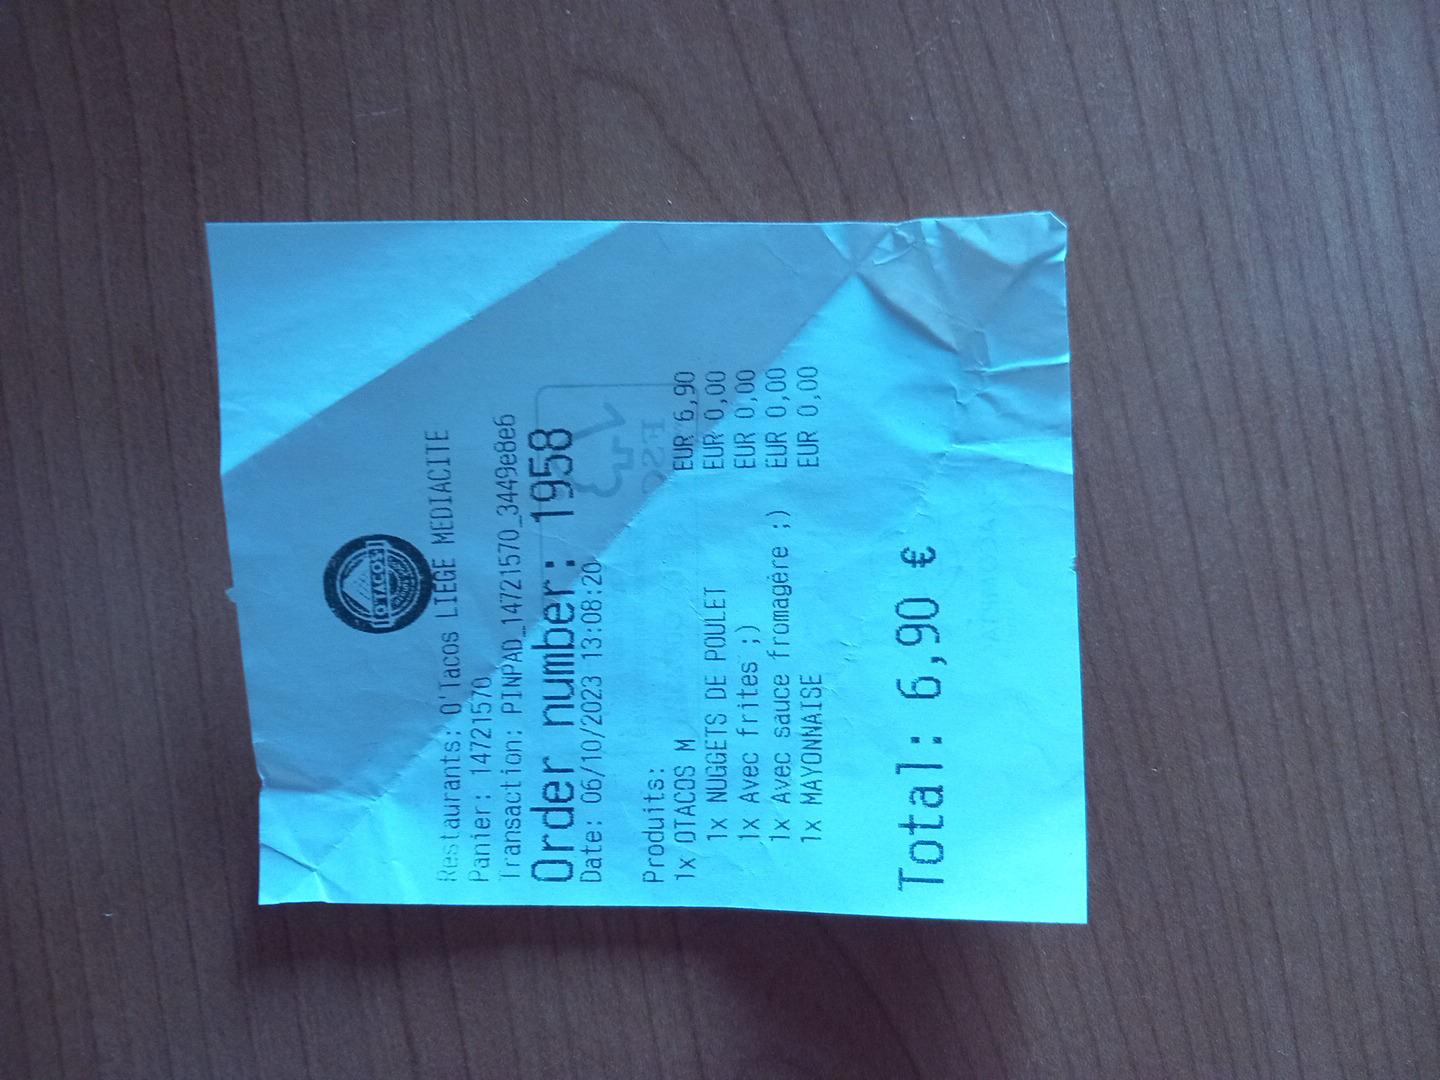 O'TACOS
Restaurants: O'Tacos LIEGE MEDIACITE
Panier: 14721570
Transaction: PINPAD_14721570_3449e8e6
Order number: 1958
Date: 06/10/2023 13:08:20
Produits:
1x OTACOS M EUR 6,90
1x NUGGETS DE POULET EUR 0,00
1x Avec frites ;) EUR 0,00
1x Avec sauce fromagère ;) EUR 0,00
1x MAYONNAISE EUR 0,00
Total: 6,90 €